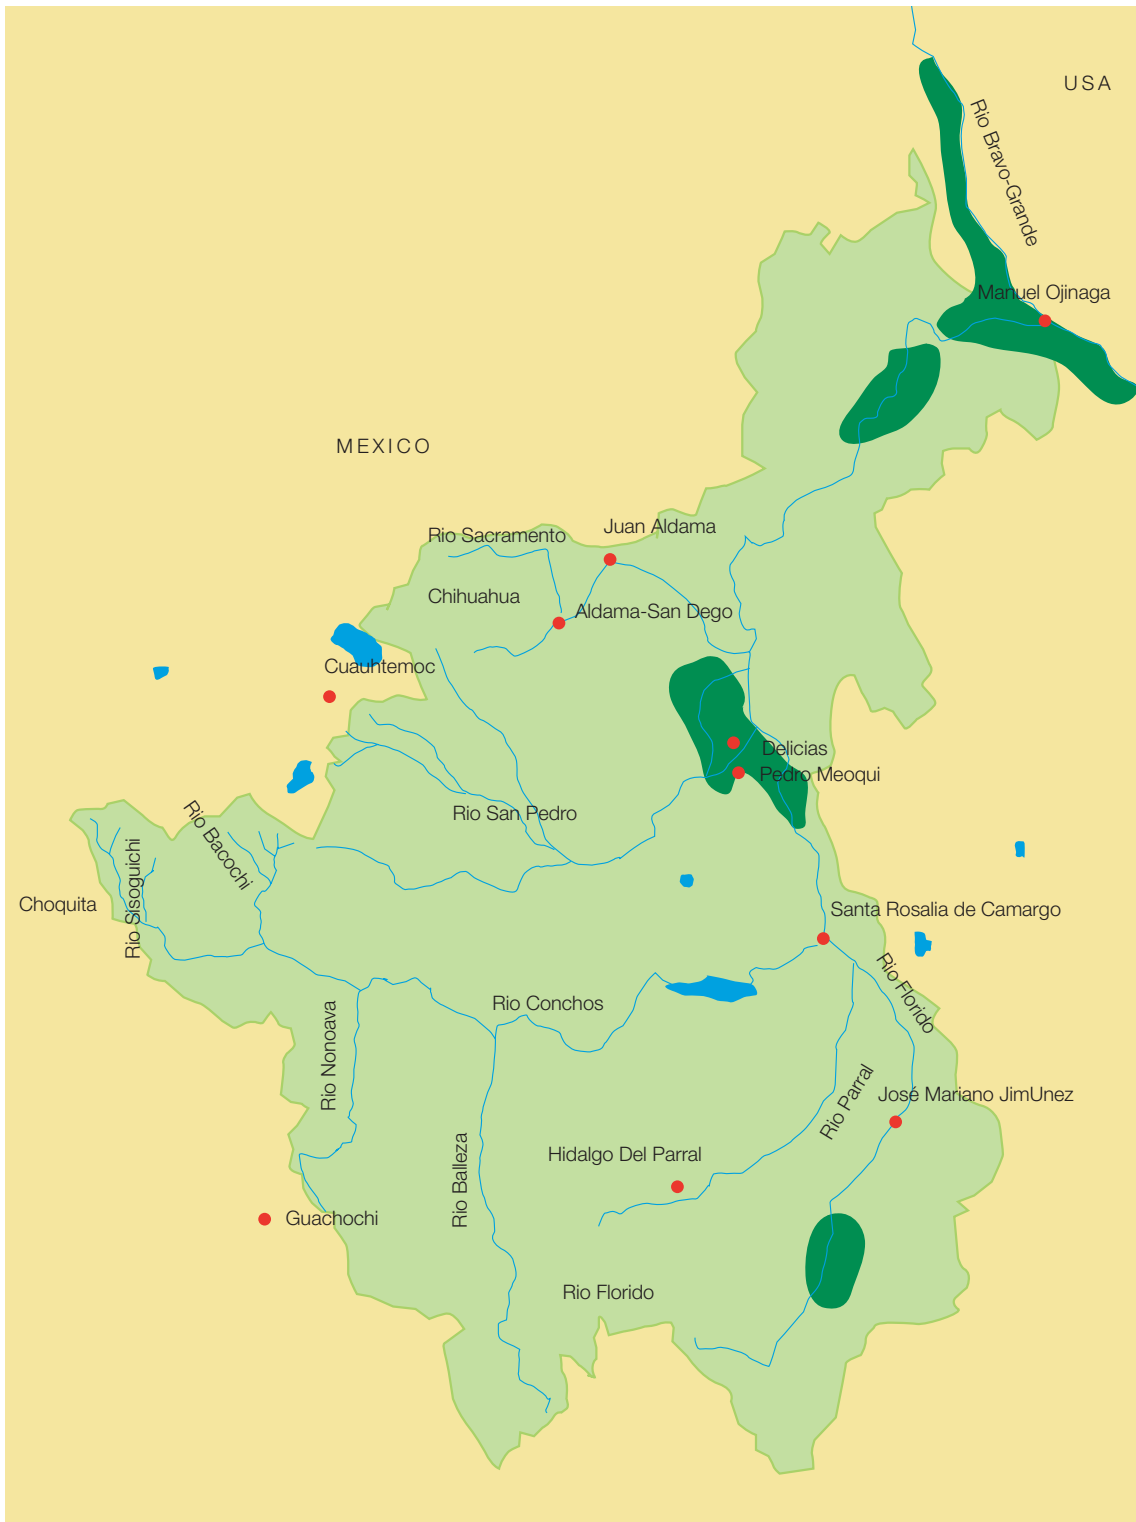 USA
Rio Bravo-Grande
Manuel Ojinaga
MEXICO
Juan Aldama
Rio Sacramento
Chihuahua
Aldama-San Dego
Cuauhtemoc
Delicias
Pedro Meoqui
Rio San Pedro
Rio Bacochi
Rio Sisoguichi
Choquita
Santa Rosalia de Camargo
Rio Florido
Rio Conchos
Rio Nonoava
Rio Parral
José Mariano JimUnez
Rio Balleza
Hidalgo Del Parral
Guachochi
Rio Florido